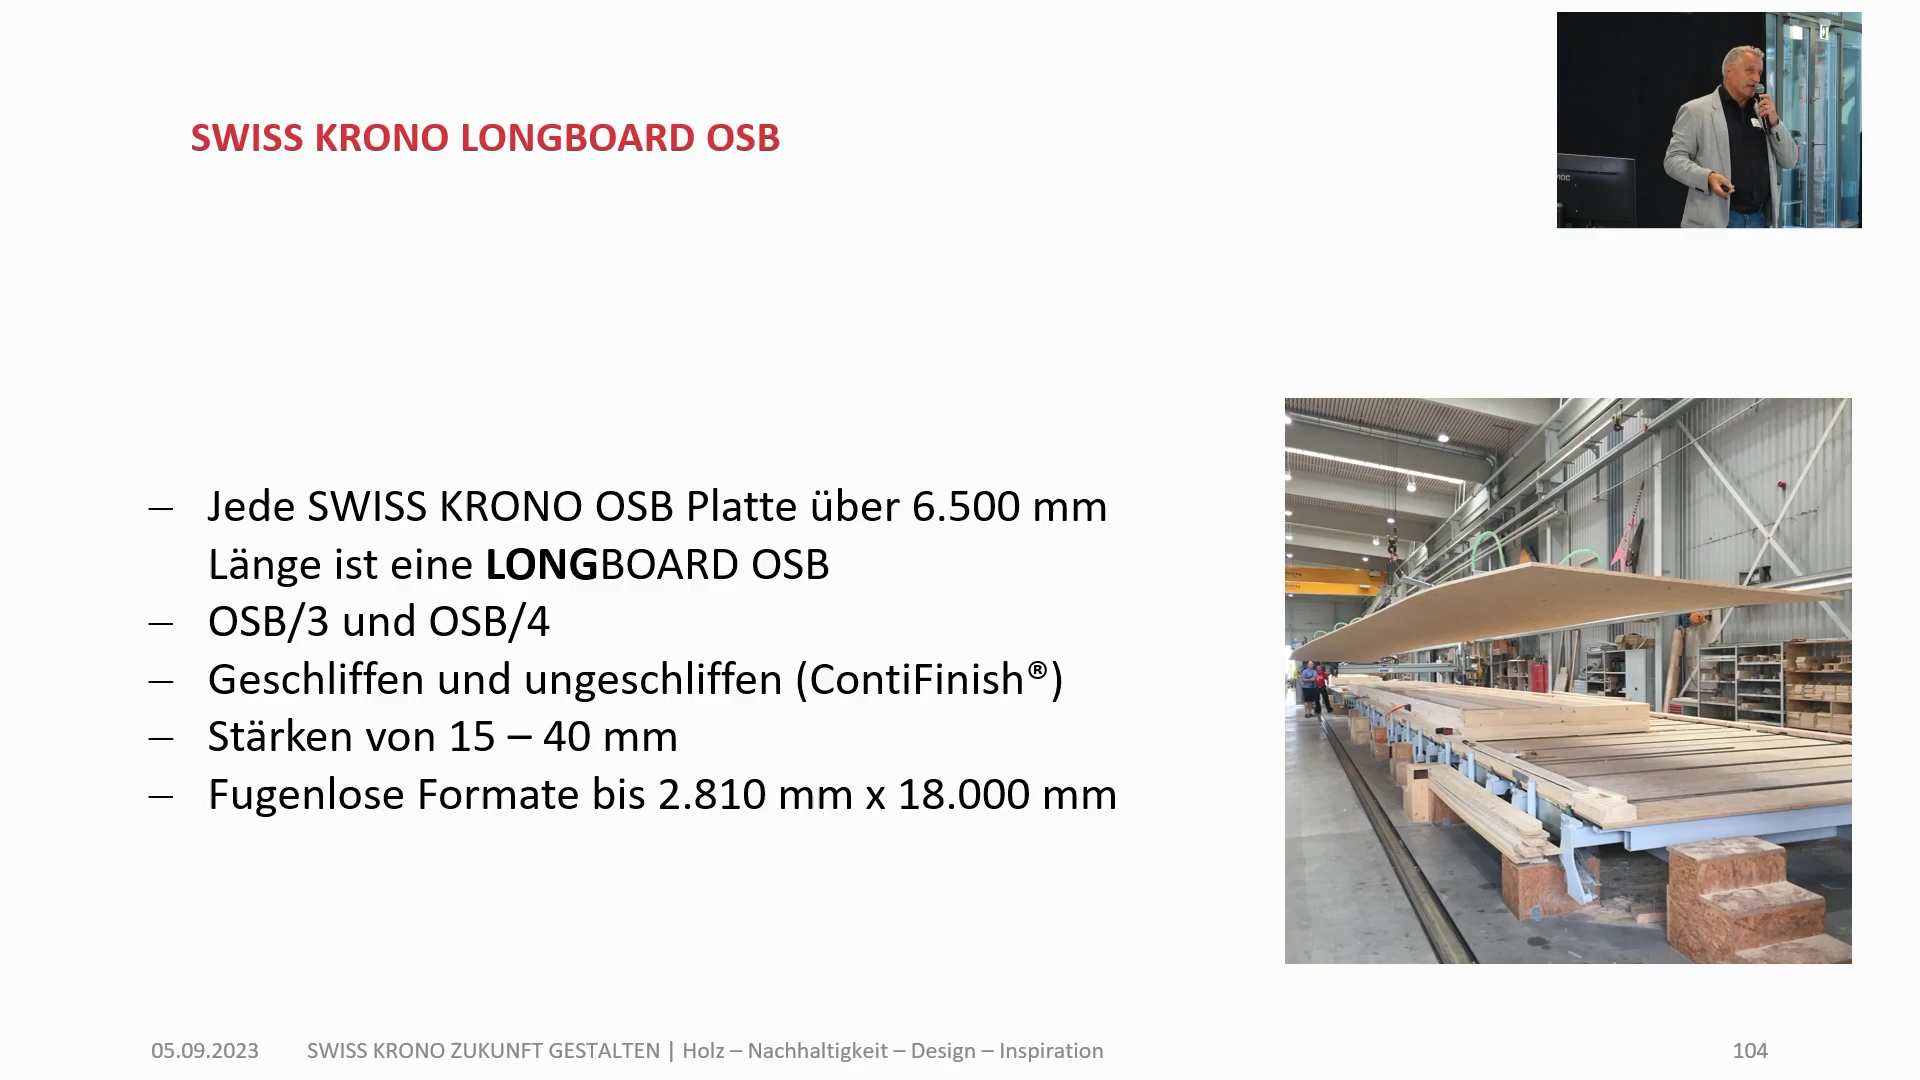 SWISS KRONO LONGBOARD OSB
– Jede SWISS KRONO OSB Platte über 6.500 mm
Länge ist eine LONGBOARD OSB
– OSB/3 und OSB/4
– Geschliffen und ungeschliffen (ContiFinish®)
– Stärken von 15 – 40 mm
– Fugenlose Formate bis 2.810 mm x 18.000 mm
05.09.2023 SWISS KRONO ZUKUNFT GESTALTEN | Holz – Nachhaltigkeit – Design – Inspiration 104